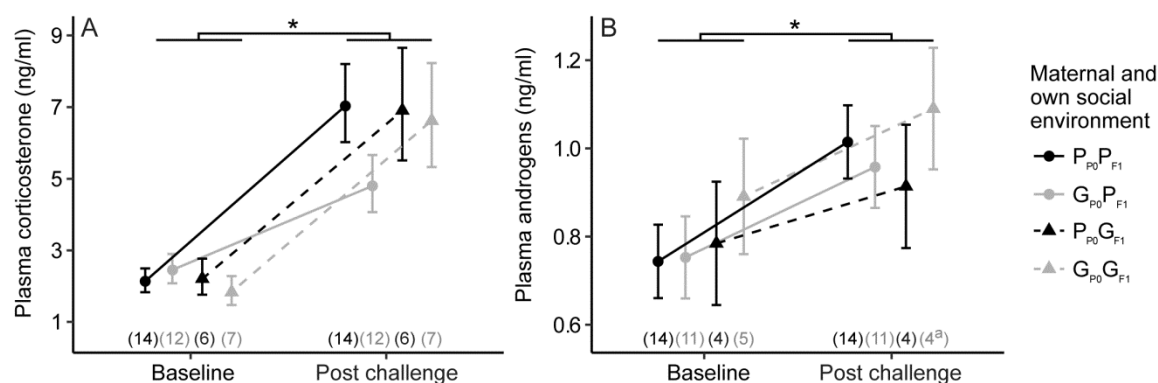 A
*
Plasma corticosterone (ng/ml)
9
7
5
3
1
(14)(12)(6) (7)
(14)(12)(6) (7)
Baseline
Post challenge
B
*
Plasma androgens (ng/ml)
1.2
1.0
0.8
0.6
(14)(11)(4)(5)
(14)(11)(4)(4a)
Baseline
Post challenge
Maternal and
own social
environment
PP0PF1
GP0PF1
PP0GF1
GP0GF1